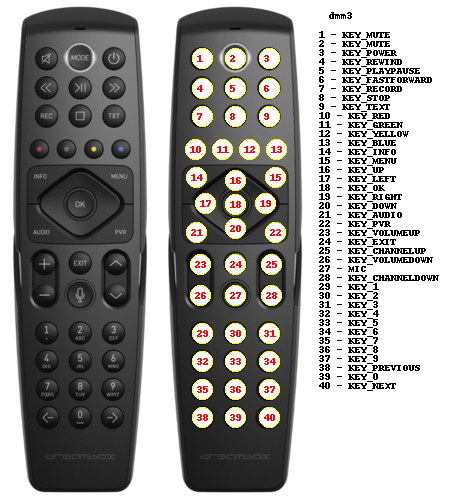 dmm3
1 - KEY_MUTE
2 - KEY_MUTE
3 - KEY_POWER
4 - KEY_REWIND
5 - KEY_PLAYPAUSE
6 - KEY_FASTFORWARD
7 - KEY_RECORD
8 - KEY_STOP
9 - KEY_TEXT
10 - KEY_RED
11 - KEY_GREEN
12 - KEY_YELLOW
13 - KEY_BLUE
14 - KEY_INFO
15 - KEY_MENU
16 - KEY_UP
17 - KEY_LEFT
18 - KEY_OK
19 - KEY_RIGHT
20 - KEY_DOWN
21 - KEY_AUDIO
22 - KEY_PVR
23 - KEY_VOLUMEUP
24 - KEY_EXIT
25 - KEY_CHANNELUP
26 - KEY_VOLUMEDOWN
27 - MIC
28 - KEY_CHANNELDOWN
29 - KEY_1
30 - KEY_2
31 - KEY_3
32 - KEY_4
33 - KEY_5
34 - KEY_6
35 - KEY_7
36 - KEY_8
37 - KEY_9
38 - KEY_PREVIOUS
39 - KEY_0
40 - KEY_NEXT
MODE
REC TXT
INFO MENU
OK
AUDIO PVR
+ EXIT
−
1 2 ABC 3 DEF
4 GHI 5 JKL 6 MNO
7 PQRS 8 TUV 9 WXYZ
0
dreambox
1 2 3
4 5 6
7 8 9
10 11 12 13
14 16 15
17 18 19
21 20 22
23 24 25
26 27 28
29 30 31
32 33 34
35 36 37
38 39 40
dreambox